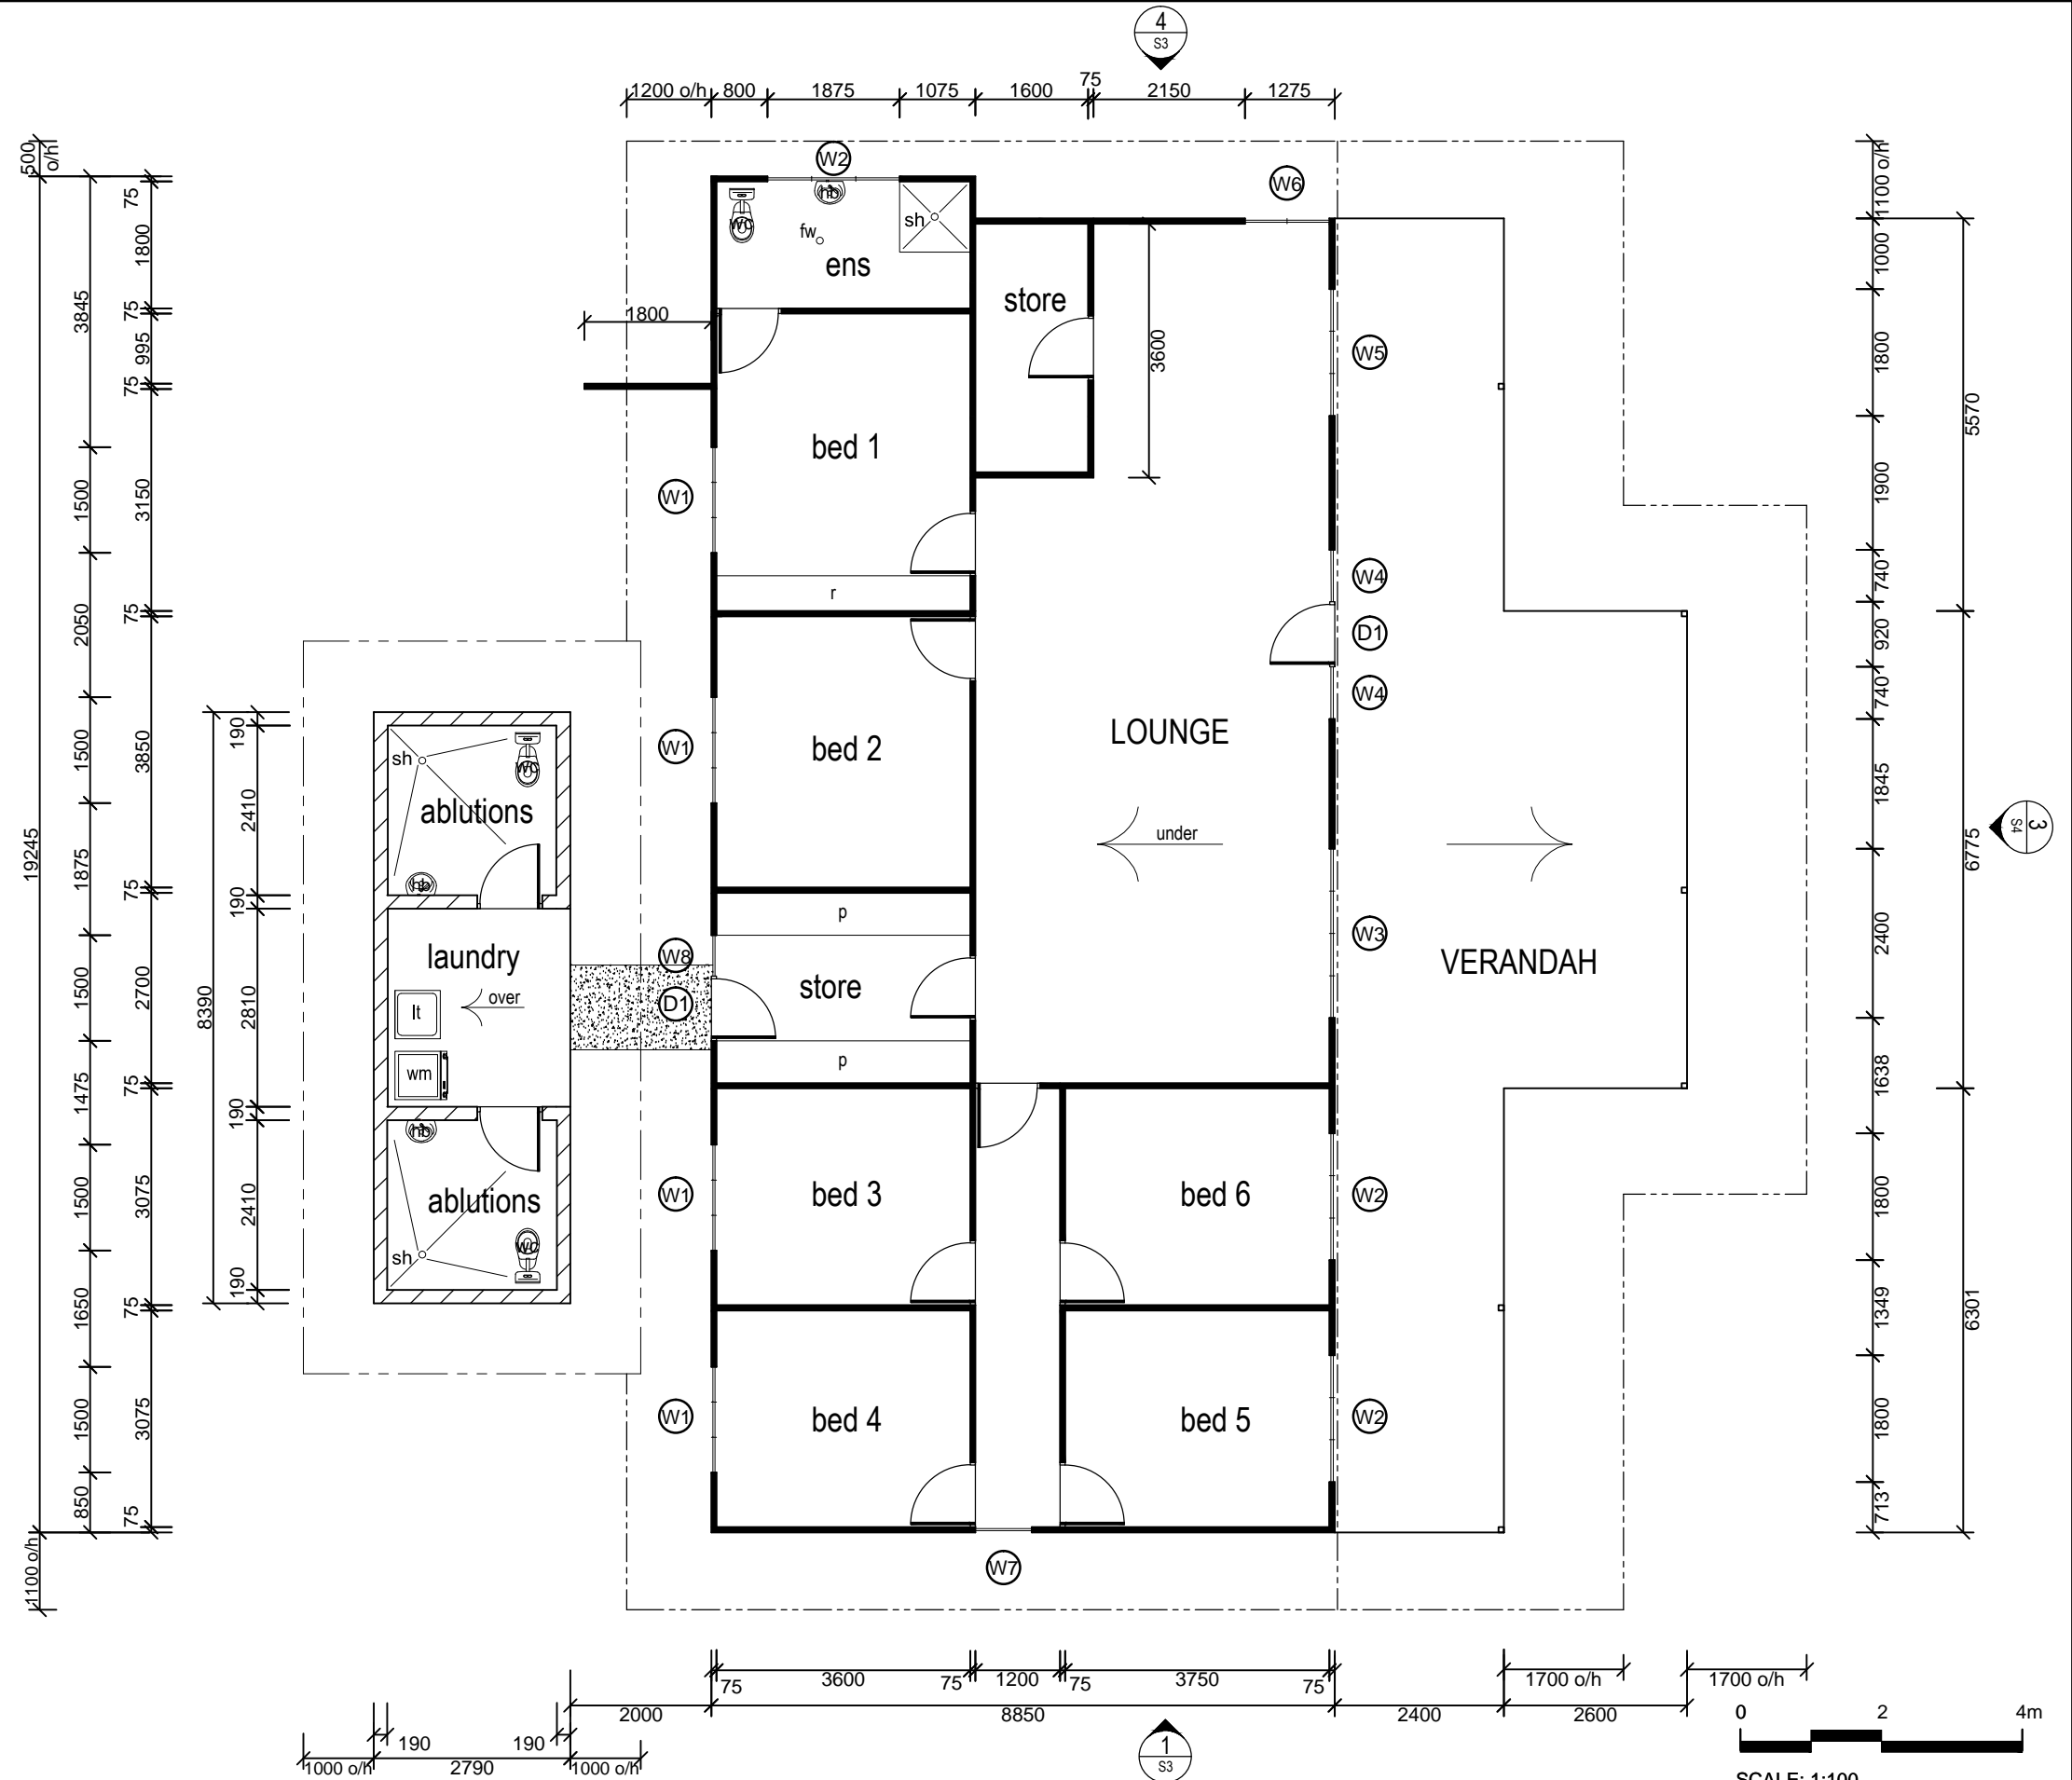 4
S3
1200 o/h
800
1875
1075
1600
75
2150
1275
500
o/h
19245
1100 o/h
3845
1500
2050
1500
1875
1500
1475
1500
1650
1500
850
75
1800
75
995
75
3150
75
3850
75
2700
75
3075
75
3075
75
8390
190
2410
190
2810
190
2410
190
1800
W2
W6
wc
hb
sh
fw
ens
store
3600
W5
bed 1
W1
r
W4
D1
W4
bed 2
W1
LOUNGE
under
sh
wc
ablutions
hb
laundry
over
lt
wm
hb
ablutions
sh
wc
p
W8
store
D1
p
W3
VERANDAH
bed 3
W1
bed 6
W2
bed 4
W1
bed 5
W2
W7
1100 o/h
1000
1800
1900
740
920
740
1845
2400
1638
1800
1349
1800
713
5570
6775
6301
3
S4
75
3600
75
1200
75
3750
75
1700 o/h
1700 o/h
2000
8850
2400
2600
190
190
1000 o/h
2790
1000 o/h
1
S3
0
2
4m
SCALE: 1:100